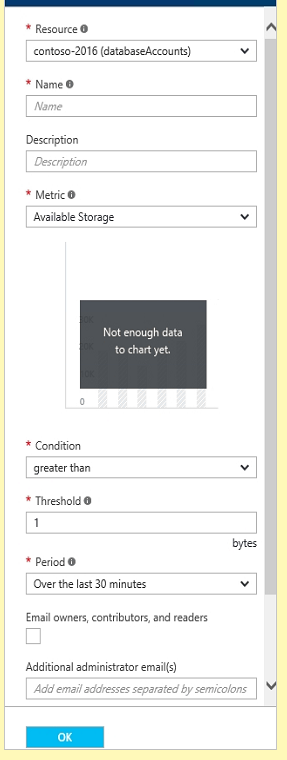 * Resource
contoso-2016 (databaseAccounts)
* Name
Name
Description
Description
* Metric
Available Storage
Not enough data
to chart yet.
0
* Condition
greater than
* Threshold
1
bytes
* Period
Over the last 30 minutes
Email owners, contributors, and readers
Additional administrator email(s)
Add email addresses separated by semicolons
OK